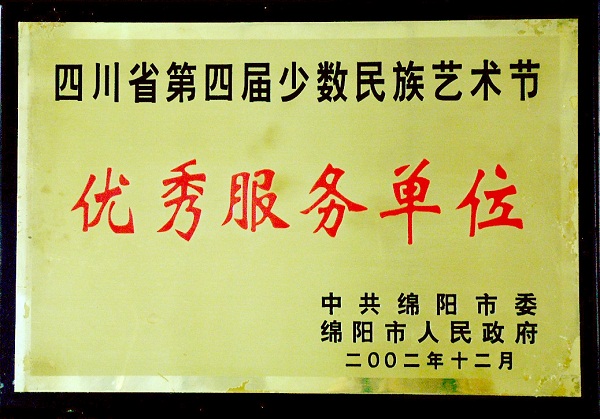 四川省第四届少数民族艺术节
优秀服务单位
中共绵阳市委
绵阳市人民政府
二〇〇二年十二月